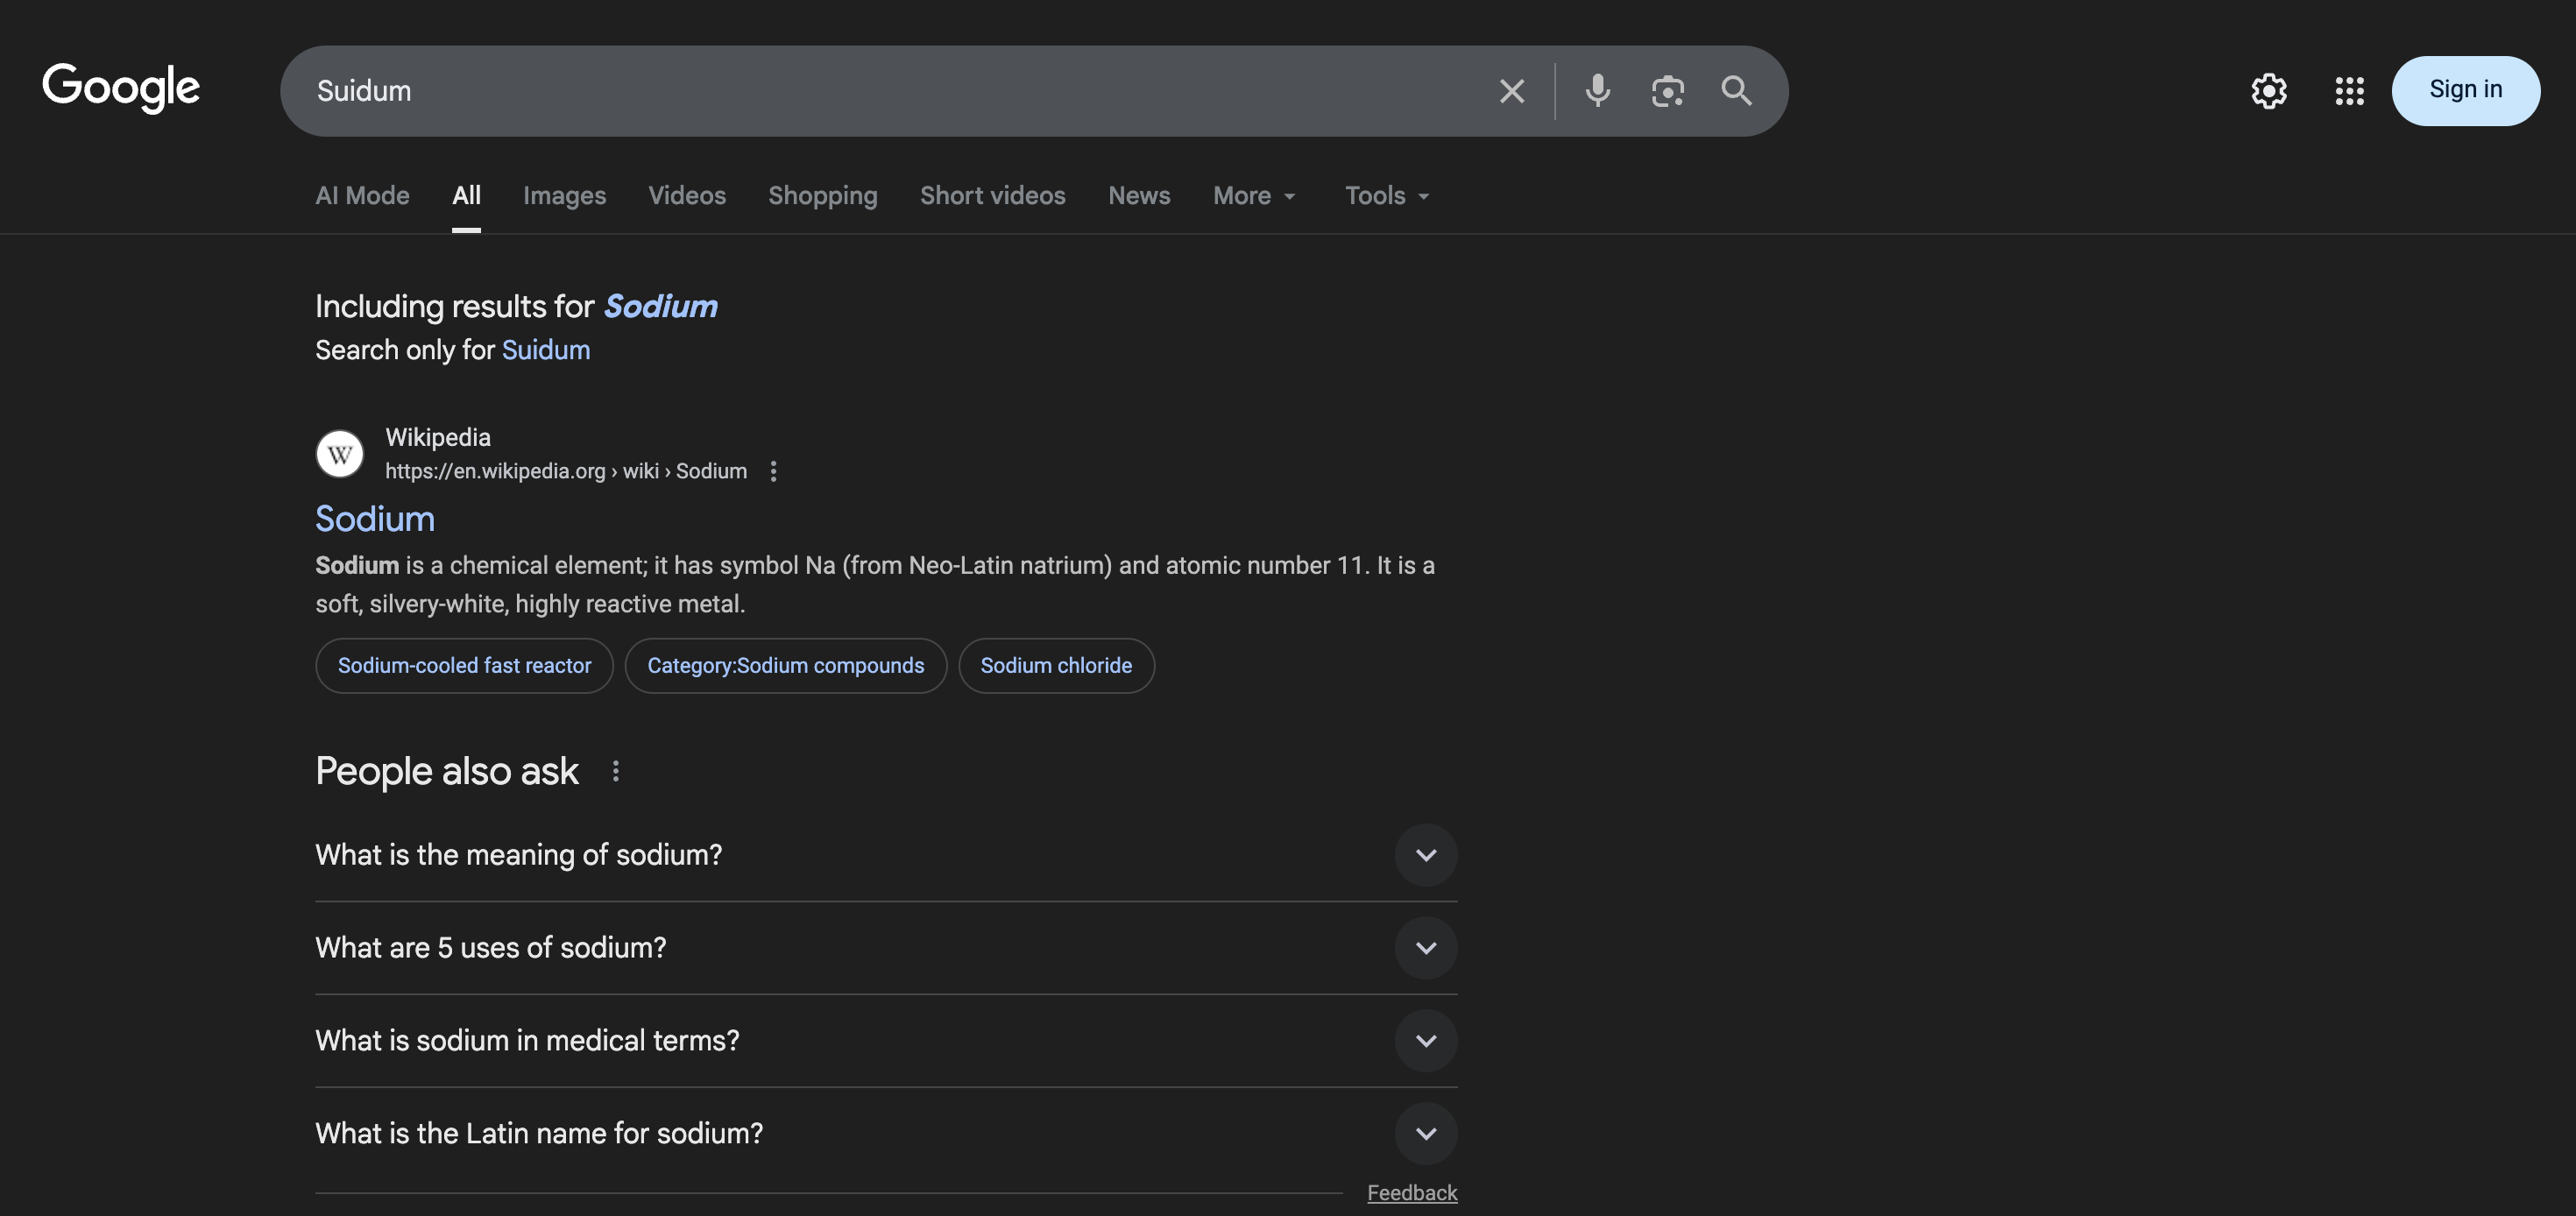 Google
Suidum
Sign in
AI Mode All Images Videos Shopping Short videos News More Tools
Including results for Sodium
Search only for Suidum
W
Wikipedia
https://en.wikipedia.org › wiki › Sodium
Sodium
Sodium is a chemical element; it has symbol Na (from Neo-Latin natrium) and atomic number 11. It is a
soft, silvery-white, highly reactive metal.
Sodium-cooled fast reactor Category:Sodium compounds Sodium chloride
People also ask
What is the meaning of sodium?
What are 5 uses of sodium?
What is sodium in medical terms?
What is the Latin name for sodium?
Feedback